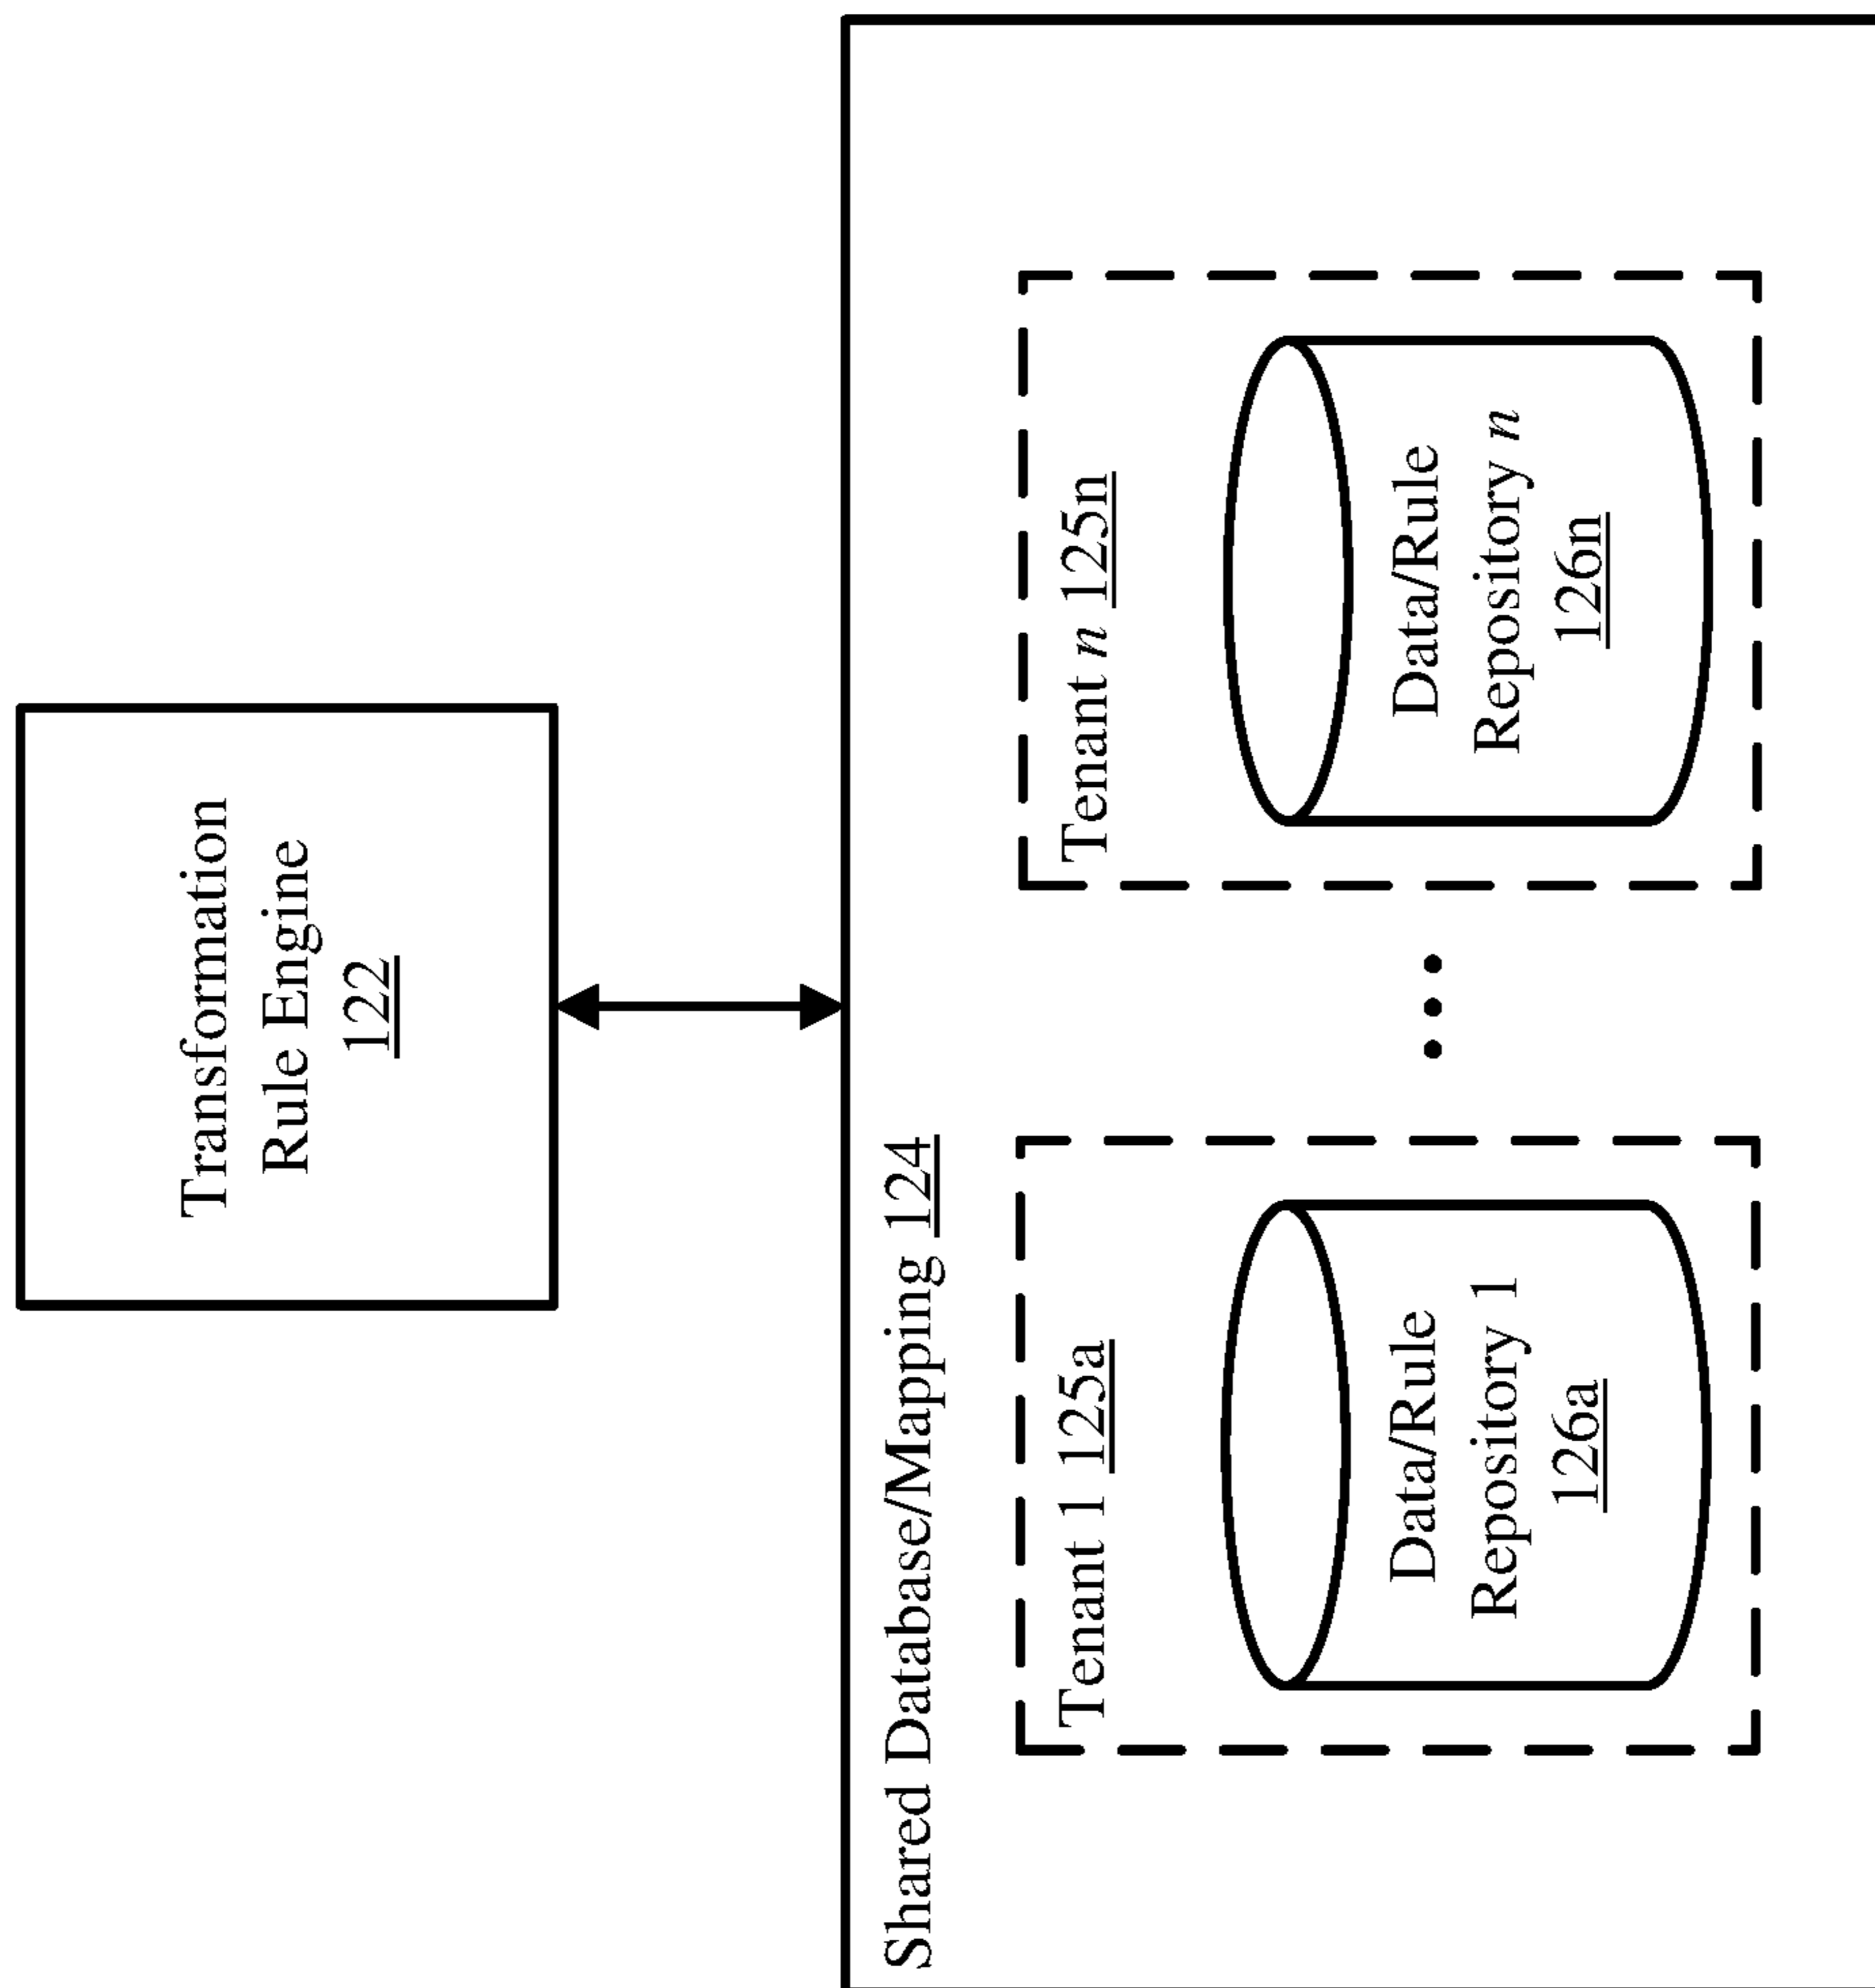 Transformation
Rule Engine
122
Shared Database/Mapping 124
Tenant 1 125a
Data/Rule
Repository 1
126a
Tenant n 125n
Data/Rule
Repository n
126n